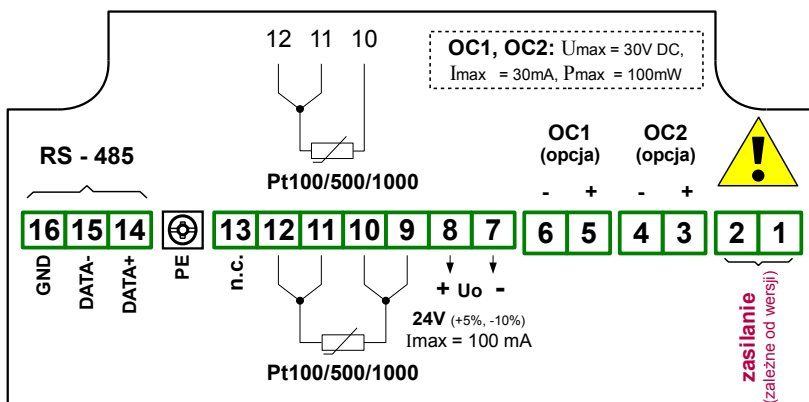 12 11 10
OC1, OC2: Umax = 30V DC,
Imax = 30mA, Pmax = 100mW
Pt100/500/1000
RS - 485
OC1
(opcja)
- +
OC2
(opcja)
- +
16 15 14
13 12 11 10 9 8 7
6 5
4 3
2 1
GND
DATA-
DATA+
PE
n.c.
+ Uo -
24V (+5%, -10%)
Imax = 100 mA
Pt100/500/1000
zasilanie
(zależne od wersji)
!